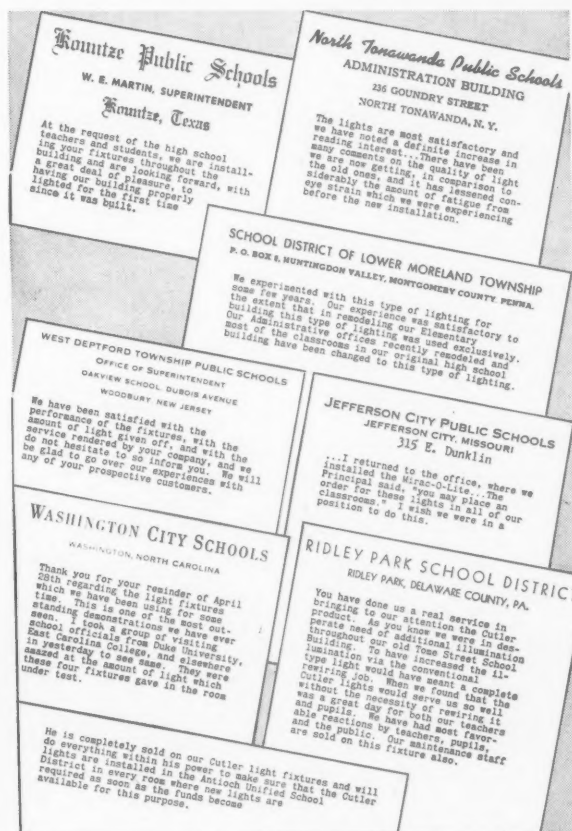 Kountze Public Schools
W. E. MARTIN, SUPERINTENDENT
Kountze, Texas
At the request of the high school
teachers and students, we are install-
ing your fixtures throughout the
building and are looking forward, with
a great deal of pleasure, to
having our building properly
lighted for the first time
since it was built.
North Tonawanda Public Schools
ADMINISTRATION BUILDING
236 GOUNDRY STREET
NORTH TONAWANDA, N. Y.
The lights are most satisfactory and
we have noted a definite increase in
reading interest...There have been
many comments on the quality of light
we are now getting, in comparison to
the old ones, and it has lessened con-
siderably the amount of fatigue from
eye strain which we were experiencing
before the new installation.
SCHOOL DISTRICT OF LOWER MORELAND TOWNSHIP
P. O. BOX 8, HUNTINGDON VALLEY, MONTGOMERY COUNTY, PENNA.
We experimented with this type of lighting for
some few years. Our experience was satisfactory to
the extent that in remodeling our Elementary
building this type of lighting was used exclusively.
Our Administrative offices recently remodeled and
most of the classrooms in our original high school
building have been changed to this type of lighting.
WEST DEPTFORD TOWNSHIP PUBLIC SCHOOLS
OFFICE OF SUPERINTENDENT
OAKVIEW SCHOOL, DUBOIS AVENUE
WOODBURY, NEW JERSEY
We have been satisfied with the
performance of the fixtures, with the
amount of light given off, and with the
service rendered by your company, and we
do not hesitate to so inform you. We will
be glad to go over our experiences with
any of your prospective customers.
JEFFERSON CITY PUBLIC SCHOOLS
JEFFERSON CITY, MISSOURI
315 E. Dunklin
...I returned to the office, where we
installed the Mirac-O-Lite...The
Principal said, "you may place an
order for these lights in all of our
classrooms." I wish we were in a
position to do this.
WASHINGTON CITY SCHOOLS
WASHINGTON, NORTH CAROLINA
Thank you for your reminder of April
28th regarding the light fixtures
which we have been using for some
time. This is one of the most out-
standing demonstrations we have ever
seen. I took a group of visiting
school officials from Duke University,
East Carolina College, and elsewhere
in yesterday to see same. They were
amazed at the amount of light which
these four fixtures gave in the room
under test.
RIDLEY PARK SCHOOL DISTRICT
RIDLEY PARK, DELAWARE COUNTY, PA.
You have done us a real service in
bringing to our attention the Cutler
product. As you know we were in des-
perate need of additional illumination
throughout our old Tome Street School
Building. To have increased the il-
lumination via the conventional
type light would have meant a complete
rewiring job. When we found that the
Cutler lights would serve us so well
without the necessity of rewiring it
was a great day for both our teachers
and pupils. We have had most favor-
able reactions by teachers, pupils,
and the public. Our maintenance staff
are sold on this fixture also.
He is completely sold on our Cutler light fixtures and will
do everything within his power to make sure that the Cutler
lights are installed in the Antioch Unified School
District in every room where new lights are
required as soon as the funds become
available for this purpose.